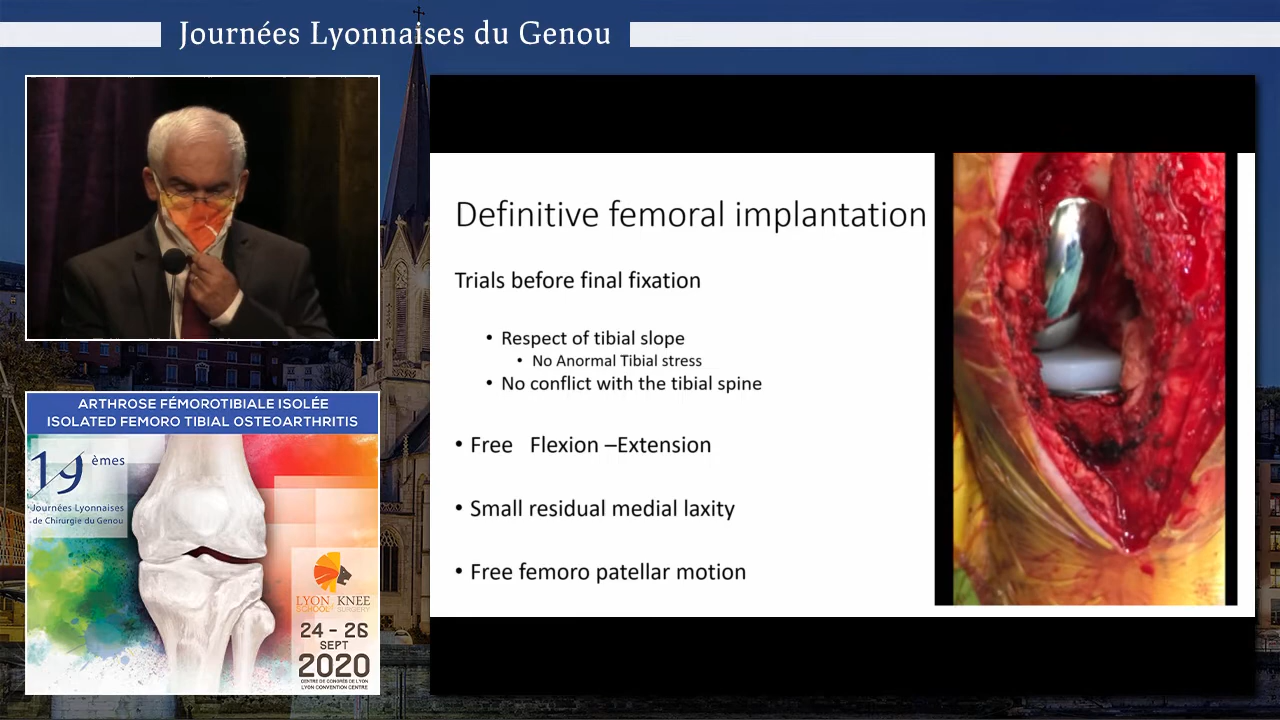 Journées Lyonnaises du Genou
Definitive femoral implantation
Trials before final fixation
• Respect of tibial slope
• No Anormal Tibial stress
• No conflict with the tibial spine
• Free Flexion –Extension
• Small residual medial laxity
• Free femoro patellar motion
ARTHROSE FÉMOROTIBIALE ISOLÉE
ISOLATED FEMORO TIBIAL OSTEOARTHRITIS
19èmes
Journées Lyonnaises
de Chirurgie du Genou
LYON KNEE
SCHOOL OF SURGERY
24 - 26
SEPT
2020
CENTRE DE CONGRÈS DE LYON
LYON CONVENTION CENTRE